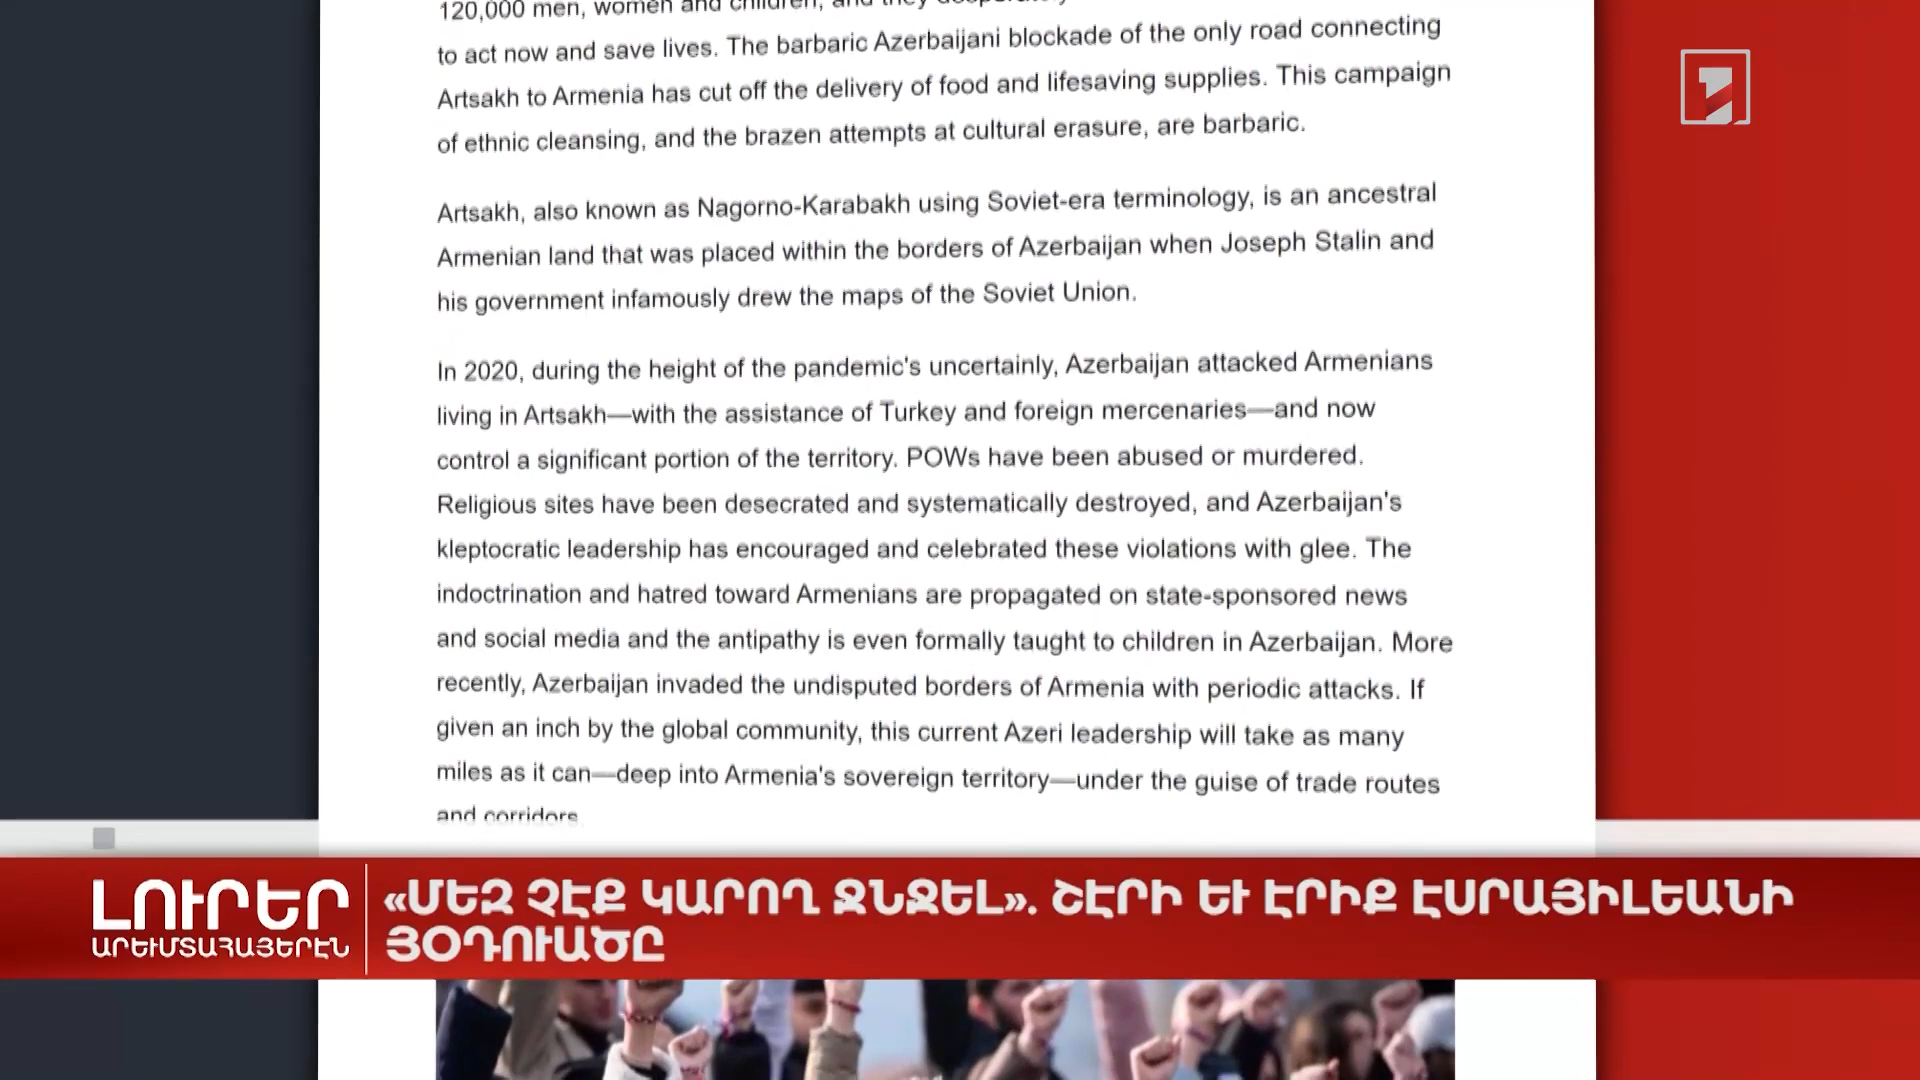 120,000 men, women and children, and they desperately
to act now and save lives. The barbaric Azerbaijani blockade of the only road connecting
Artsakh to Armenia has cut off the delivery of food and lifesaving supplies. This campaign
of ethnic cleansing, and the brazen attempts at cultural erasure, are barbaric.
Artsakh, also known as Nagorno-Karabakh using Soviet-era terminology, is an ancestral
Armenian land that was placed within the borders of Azerbaijan when Joseph Stalin and
his government infamously drew the maps of the Soviet Union.
In 2020, during the height of the pandemic's uncertainly, Azerbaijan attacked Armenians
living in Artsakh—with the assistance of Turkey and foreign mercenaries—and now
control a significant portion of the territory. POWs have been abused or murdered.
Religious sites have been desecrated and systematically destroyed, and Azerbaijan's
kleptocratic leadership has encouraged and celebrated these violations with glee. The
indoctrination and hatred toward Armenians are propagated on state-sponsored news
and social media and the antipathy is even formally taught to children in Azerbaijan. More
recently, Azerbaijan invaded the undisputed borders of Armenia with periodic attacks. If
given an inch by the global community, this current Azeri leadership will take as many
miles as it can—deep into Armenia's sovereign territory—under the guise of trade routes
and corridors
ԼՈՒՐԵՐ
ԱՐԵՒՄՏԱՀԱՅԵՐԷՆ
«ՄԵԶ ՉԷՔ ԿԱՐՈՂ ՋՆՋԵԼ». ՇԷՐԻ ԵՒ ԷՐԻՔ ԷՍՐԱՅԻԼԵԱՆԻ
ՅՕԴՈՒԱԾԸ